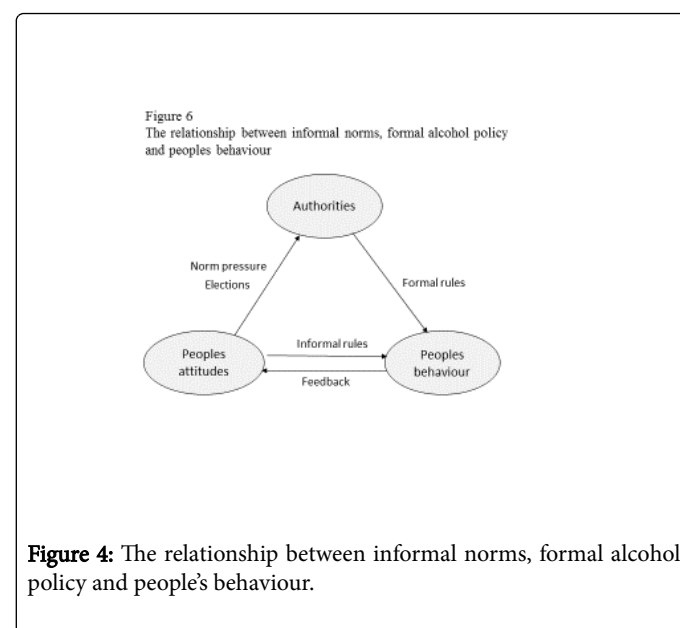 Figure 6
The relationship between informal norms, formal alcohol policy
and peoples behaviour
Authorities
Norm pressure
Elections
Formal rules
Peoples
attitudes
Informal rules
Feedback
Peoples
behaviour
Figure 4: The relationship between informal norms, formal alcohol
policy and people’s behaviour.